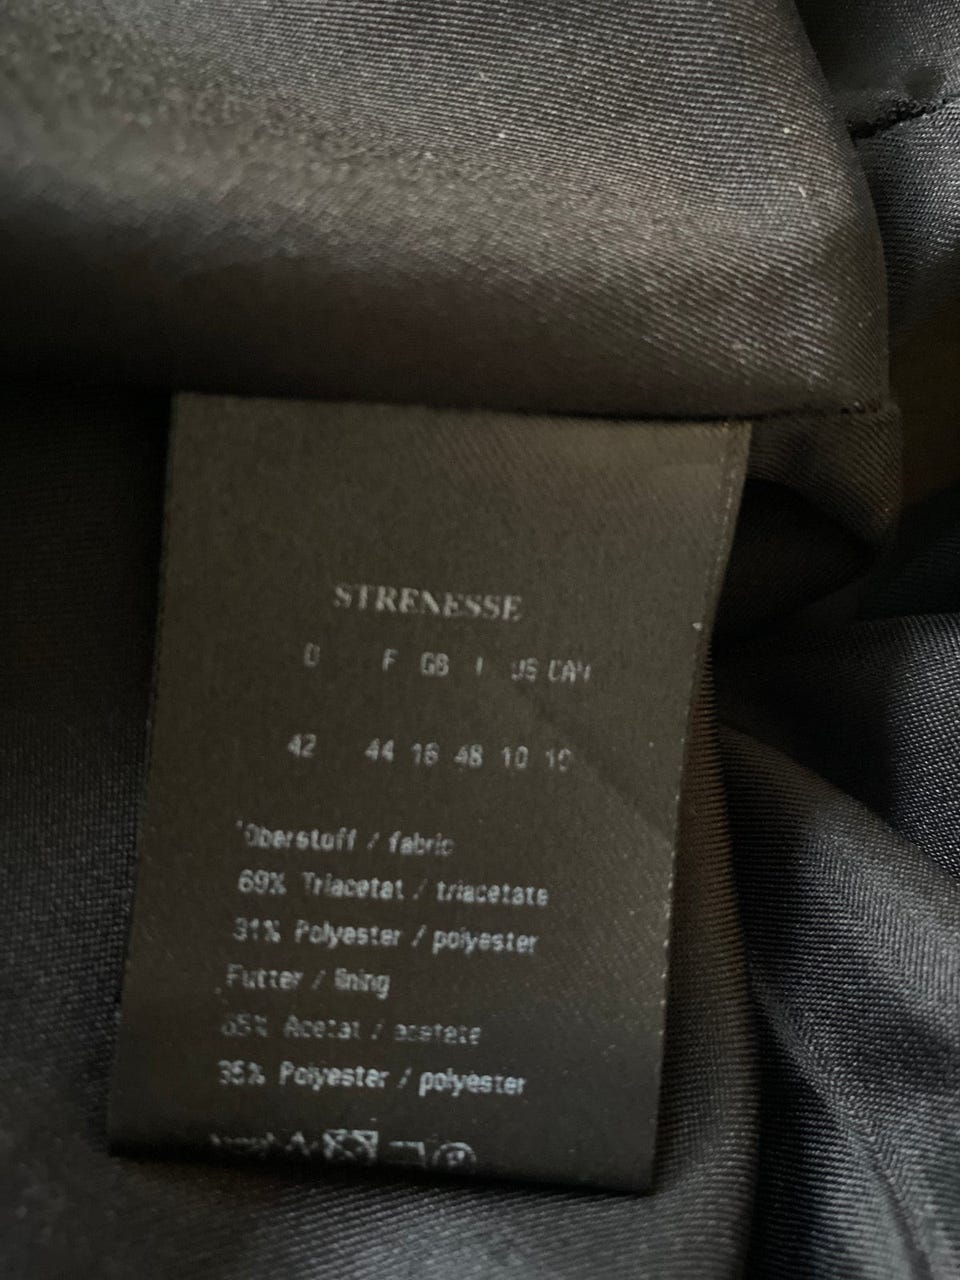 STRENESSE
D F GB I US CAN
42 44 16 48 10 10
Oberstoff / fabric
69% Triacetat / triacetate
31% Polyester / polyester
Futter / lining
65% Acetat / acetate
35% Polyester / polyester
P